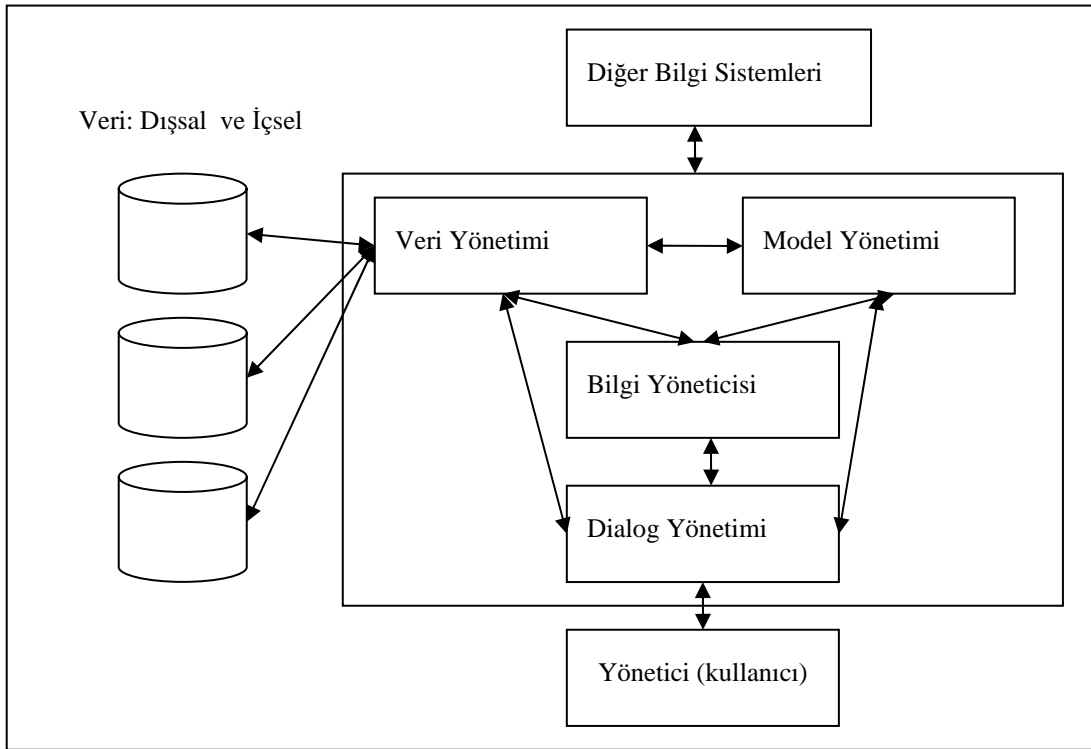 Diğer Bilgi Sistemleri
Veri: Dışsal ve İçsel
Veri Yönetimi
Model Yönetimi
Bilgi Yöneticisi
Dialog Yönetimi
Yönetici (kullanıcı)